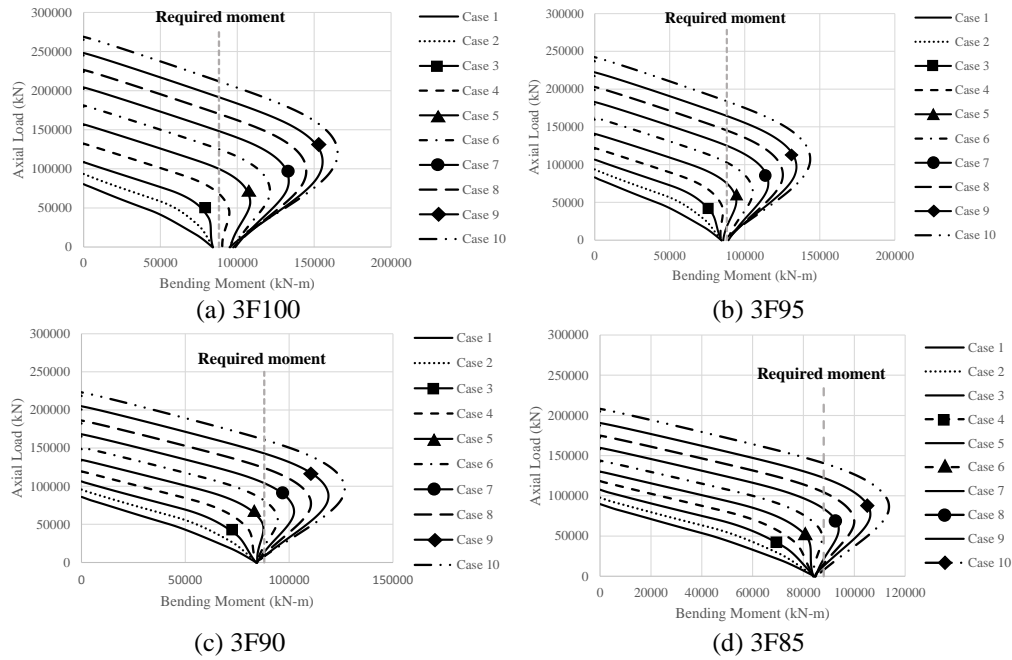 Required moment
300000
250000
200000
150000
100000
50000
0
Axial Load (kN)
0 50000 100000 150000 200000
Bending Moment (kN-m)
Case 1
Case 2
Case 3
Case 4
Case 5
Case 6
Case 7
Case 8
Case 9
Case 10
(a) 3F100
Required moment
300000
250000
200000
150000
100000
50000
0
Axial Load (kN)
0 50000 100000 150000 200000
Bending Moment (kN-m)
Case 1
Case 2
Case 3
Case 4
Case 5
Case 6
Case 7
Case 8
Case 9
Case 10
(b) 3F95
Required moment
300000
250000
200000
150000
100000
50000
0
Axial Load (kN)
0 50000 100000 150000
Bending Moment (kN-m)
Case 1
Case 2
Case 3
Case 4
Case 5
Case 6
Case 7
Case 8
Case 9
Case 10
(c) 3F90
Required moment
300000
250000
200000
150000
100000
50000
0
Axial Load (kN)
0 20000 40000 60000 80000 100000 120000
Bending Moment (kN-m)
Case 1
Case 2
Case 3
Case 4
Case 5
Case 6
Case 7
Case 8
Case 9
Case 10
(d) 3F85